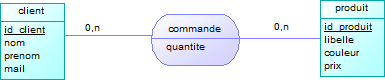 client
id_client
nom
prenom
mail
0,n
commande
quantite
0,n
produit
id_produit
libelle
couleur
prix